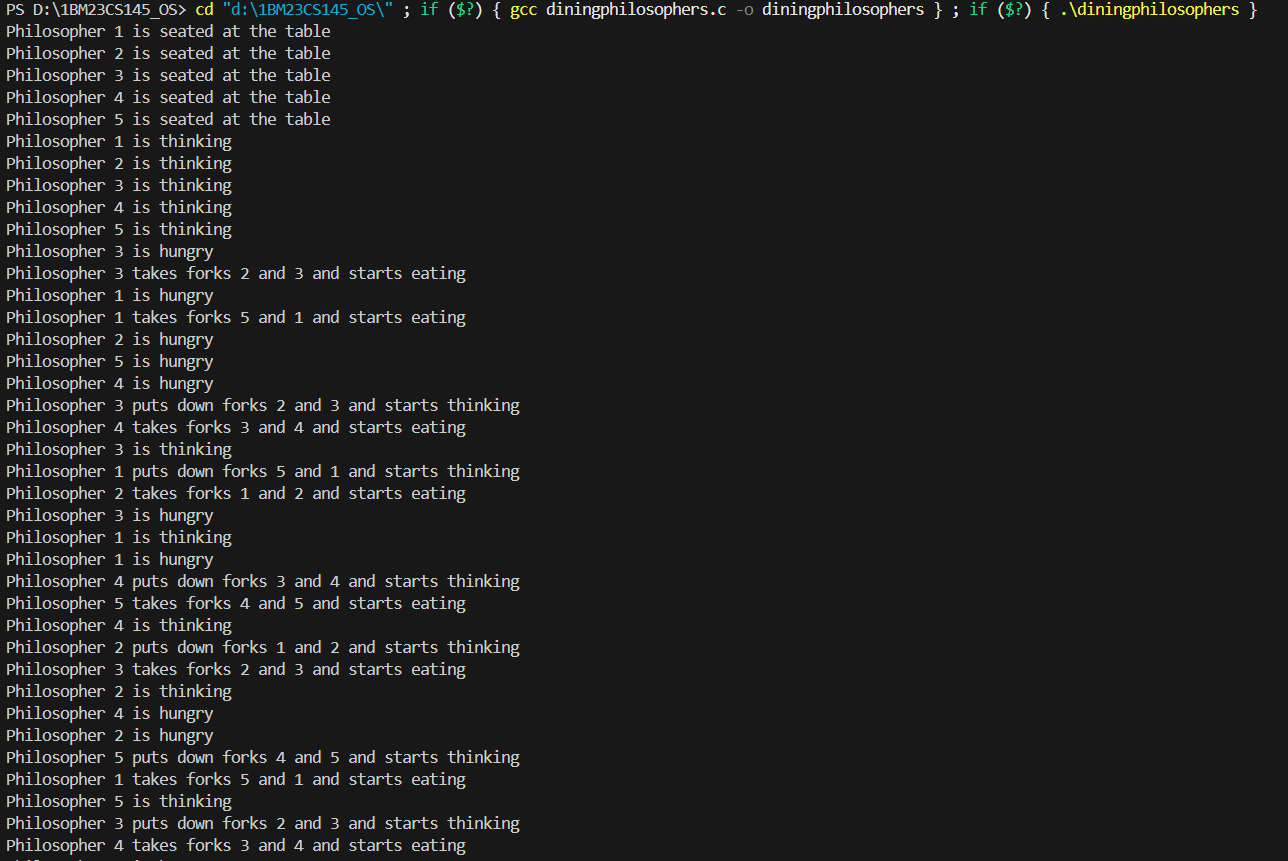 PS D:\1BM23CS145_OS> cd "d:\1BM23CS145_OS\" ; if ($?) { gcc diningphilosophers.c -o diningphilosophers } ; if ($?) { .\diningphilosophers }
Philosopher 1 is seated at the table
Philosopher 2 is seated at the table
Philosopher 3 is seated at the table
Philosopher 4 is seated at the table
Philosopher 5 is seated at the table
Philosopher 1 is thinking
Philosopher 2 is thinking
Philosopher 3 is thinking
Philosopher 4 is thinking
Philosopher 5 is thinking
Philosopher 3 is hungry
Philosopher 3 takes forks 2 and 3 and starts eating
Philosopher 1 is hungry
Philosopher 1 takes forks 5 and 1 and starts eating
Philosopher 2 is hungry
Philosopher 5 is hungry
Philosopher 4 is hungry
Philosopher 3 puts down forks 2 and 3 and starts thinking
Philosopher 4 takes forks 3 and 4 and starts eating
Philosopher 3 is thinking
Philosopher 1 puts down forks 5 and 1 and starts thinking
Philosopher 2 takes forks 1 and 2 and starts eating
Philosopher 3 is hungry
Philosopher 1 is thinking
Philosopher 1 is hungry
Philosopher 4 puts down forks 3 and 4 and starts thinking
Philosopher 5 takes forks 4 and 5 and starts eating
Philosopher 4 is thinking
Philosopher 2 puts down forks 1 and 2 and starts thinking
Philosopher 3 takes forks 2 and 3 and starts eating
Philosopher 2 is thinking
Philosopher 4 is hungry
Philosopher 2 is hungry
Philosopher 5 puts down forks 4 and 5 and starts thinking
Philosopher 1 takes forks 5 and 1 and starts eating
Philosopher 5 is thinking
Philosopher 3 puts down forks 2 and 3 and starts thinking
Philosopher 4 takes forks 3 and 4 and starts eating